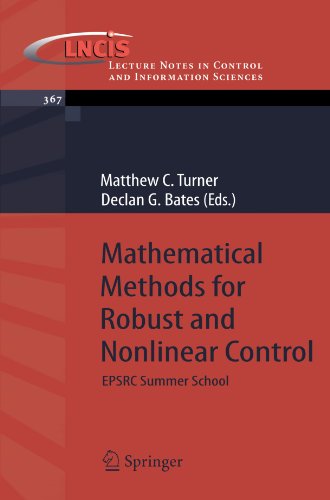 LNCIS
LECTURE NOTES IN CONTROL
AND INFORMATION SCIENCES
367
Matthew C. Turner
Declan G. Bates (Eds.)
Mathematical
Methods for
Robust and
Nonlinear Control
EPSRC Summer School
Springer